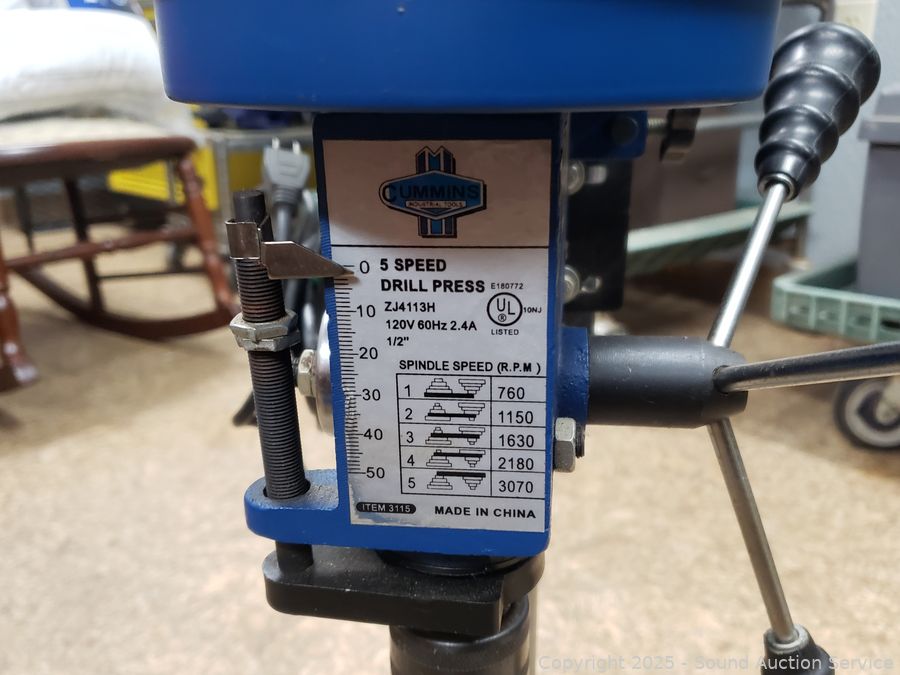 CUMMINS
INDUSTRIAL TOOLS
0 5 SPEED
DRILL PRESS E180772
ZJ4113H
120V 60Hz 2.4A
1/2"
UL 10NJ
LISTED
10
20
30
40
50
SPINDLE SPEED (R.P.M)
1 760
2 1150
3 1630
4 2180
5 3070
ITEM 3115 MADE IN CHINA
Copyright 2025 - Sound Auction Service